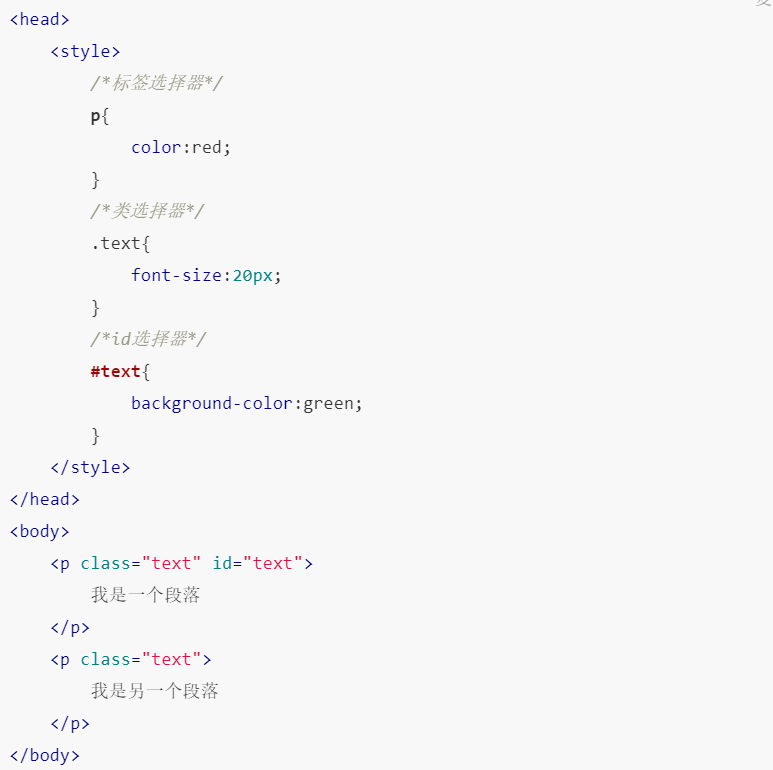 <head>
    <style>
        /*标签选择器*/
        p{
            color:red;
        }
        /*类选择器*/
        .text{
            font-size:20px;
        }
        /*id选择器*/
        #text{
            background-color:green;
        }
    </style>
</head>
<body>
    <p class="text" id="text">
        我是一个段落
    </p>
    <p class="text">
        我是另一个段落
    </p>
</body>